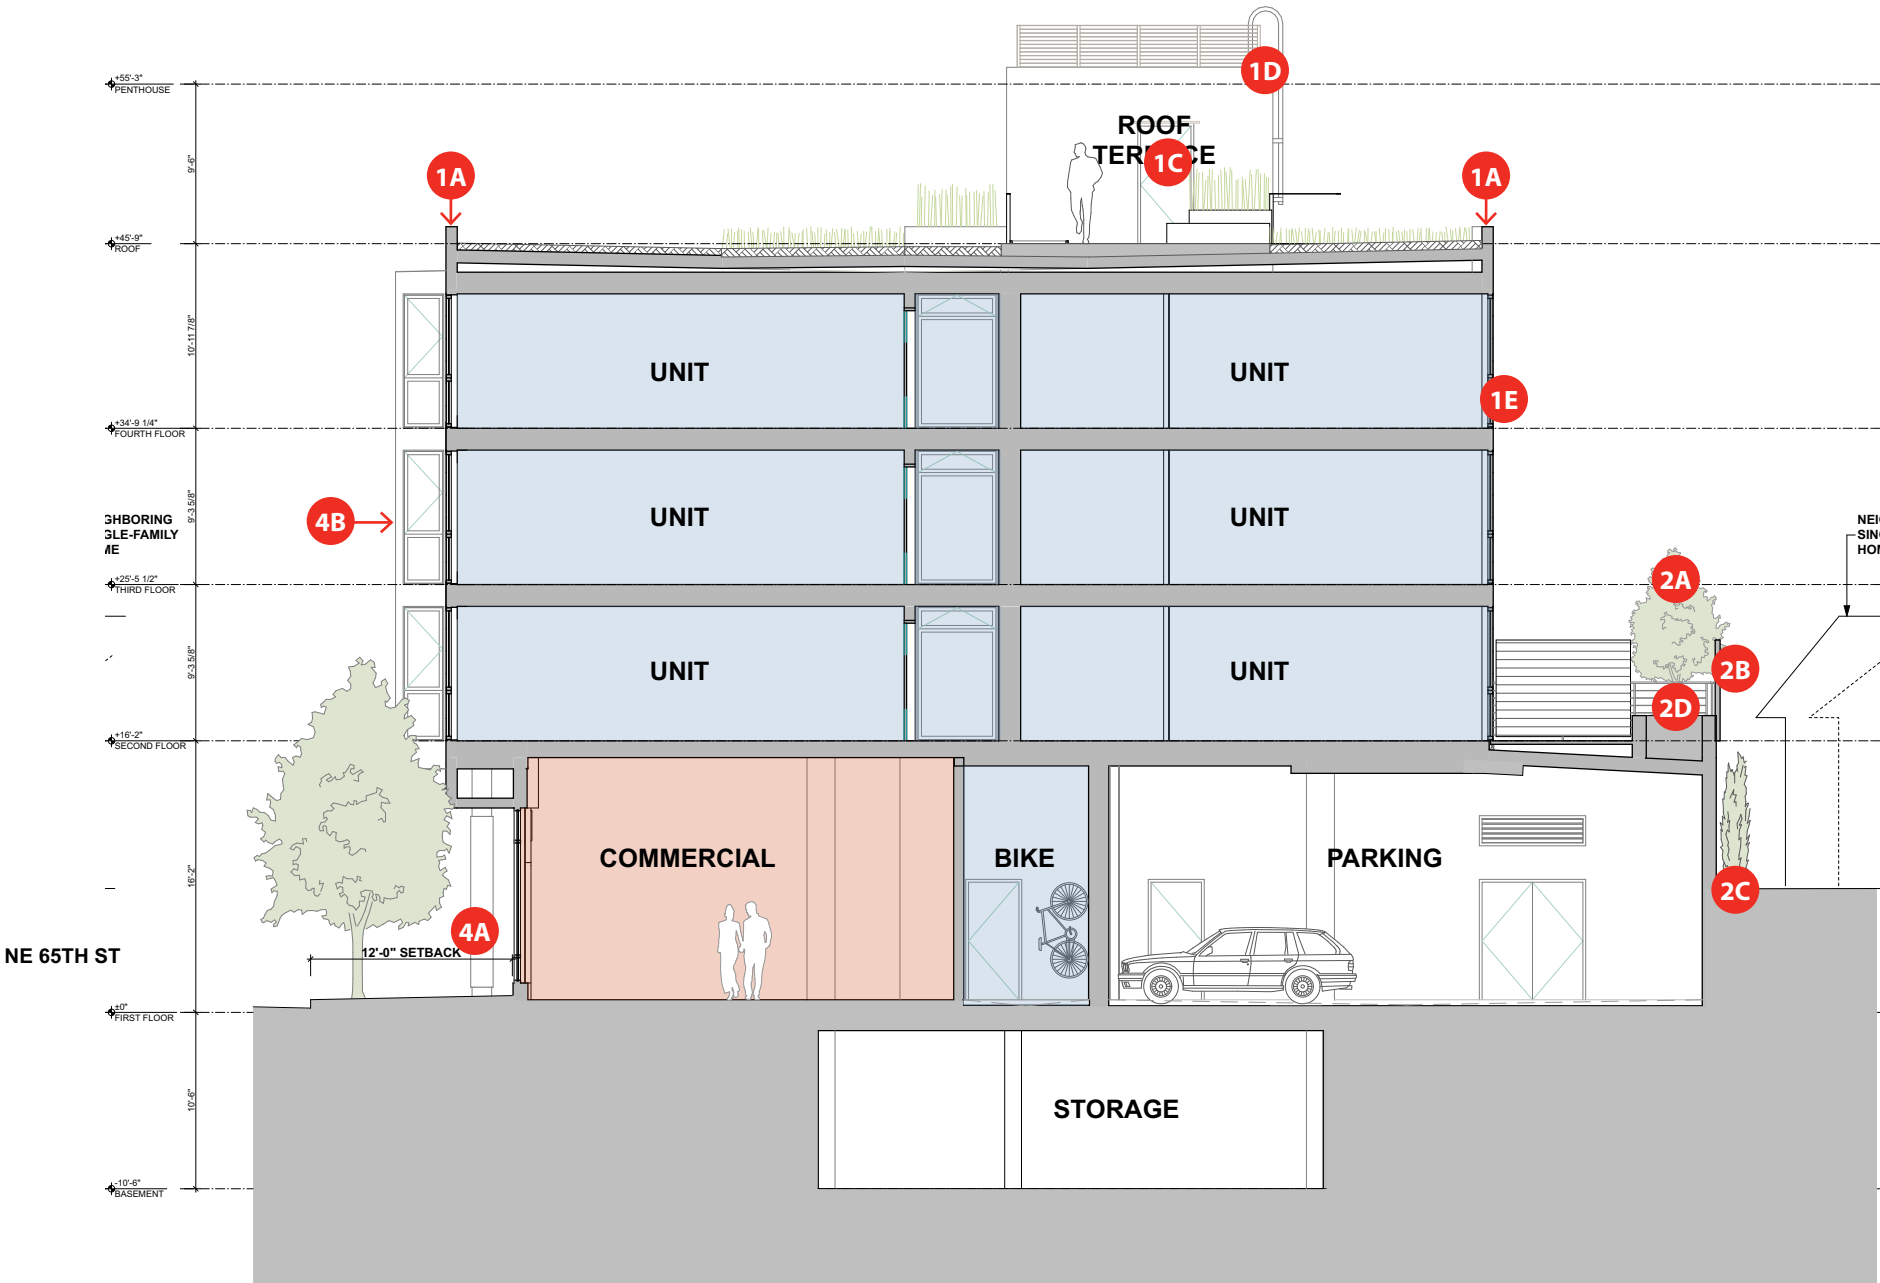 1D
+55'-3"
PENTHOUSE
ROOF
1C
9'-6"
1A
1A
+45'-9"
ROOF
10'-11 7/8"
UNIT
UNIT
1E
+34'-9 1/4"
FOURTH FLOOR
9'-3 5/8"
UNIT
UNIT
4B
GHBORING
GLE-FAMILY
ME
NEI
SIN
HOM
+25'-5 1/2"
THIRD FLOOR
2A
9'-3 5/8"
UNIT
UNIT
2B
2D
+16'-2"
SECOND FLOOR
16'-2"
COMMERCIAL
BIKE
PARKING
2C
4A
NE 65TH ST
12'-0" SETBACK
±0"
FIRST FLOOR
10'-6"
STORAGE
-10'-6"
BASEMENT